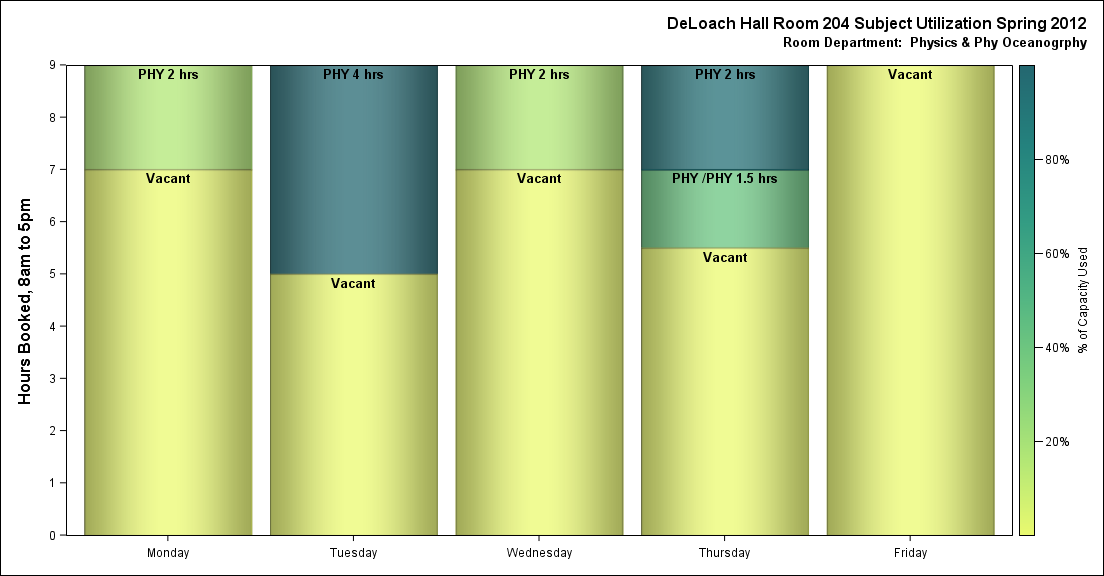 DeLoach Hall Room 204 Subject Utilization Spring 2012
Room Department:  Physics & Phy Oceanogrphy
Hours Booked, 8am to 5pm
9
8
7
6
5
4
3
2
1
0
PHY 2 hrs
Vacant
PHY 4 hrs
Vacant
PHY 2 hrs
Vacant
PHY 2 hrs
PHY /PHY 1.5 hrs
Vacant
Vacant
Monday
Tuesday
Wednesday
Thursday
Friday
80%
60%
40%
20%
% of Capacity Used